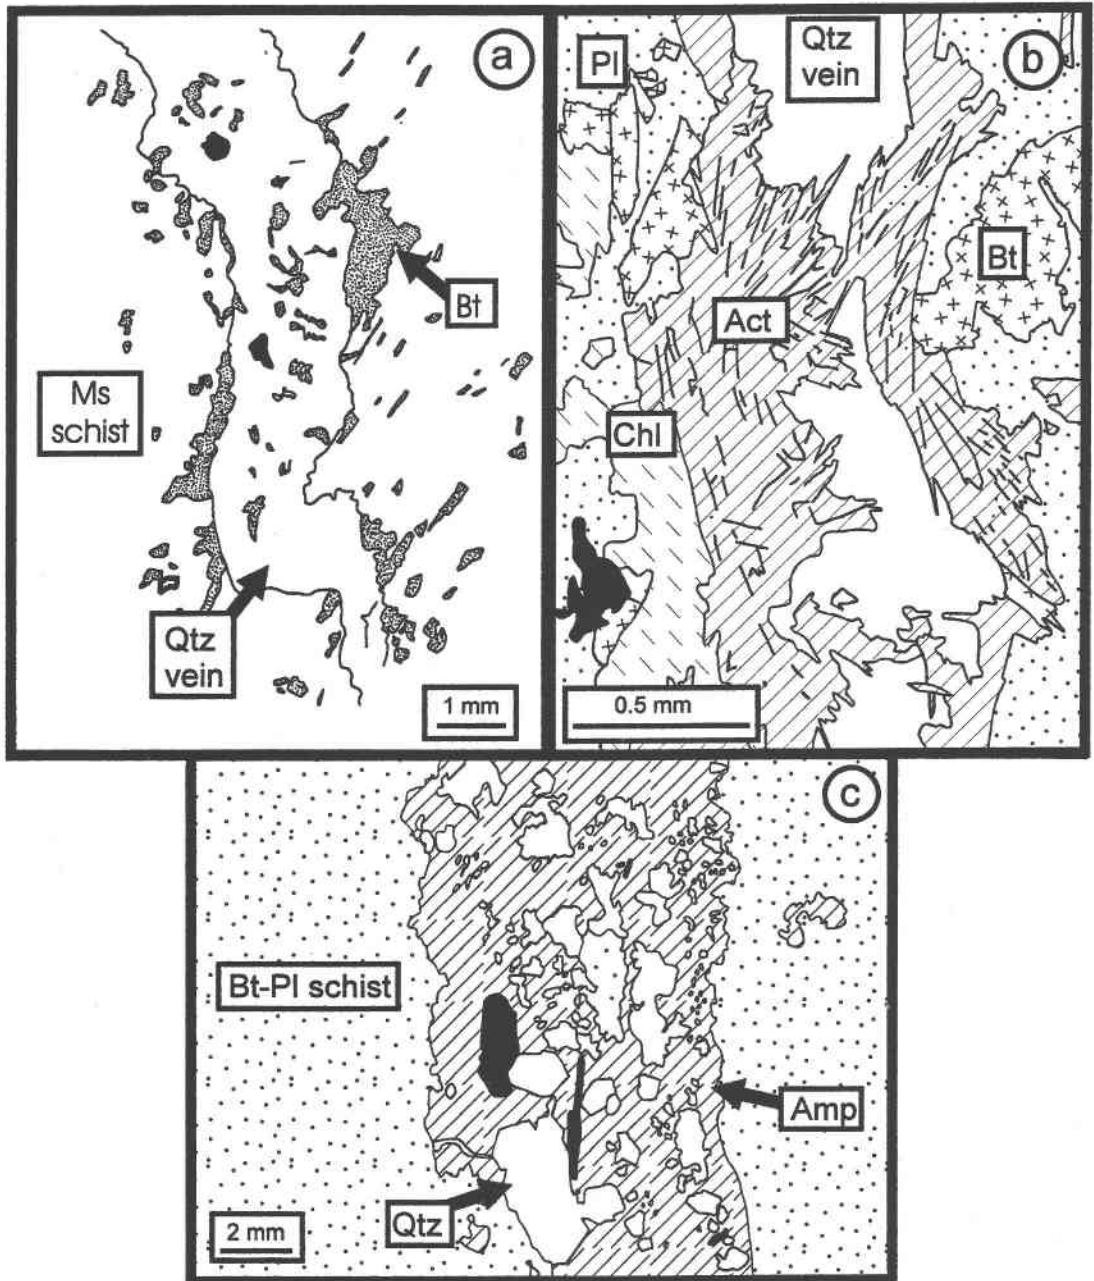 a
Bt
Ms
schist
Qtz
vein
1 mm
b
Pl
Qtz
vein
Bt
Act
Chl
0.5 mm
c
Bt-Pl schist
Amp
Qtz
2 mm